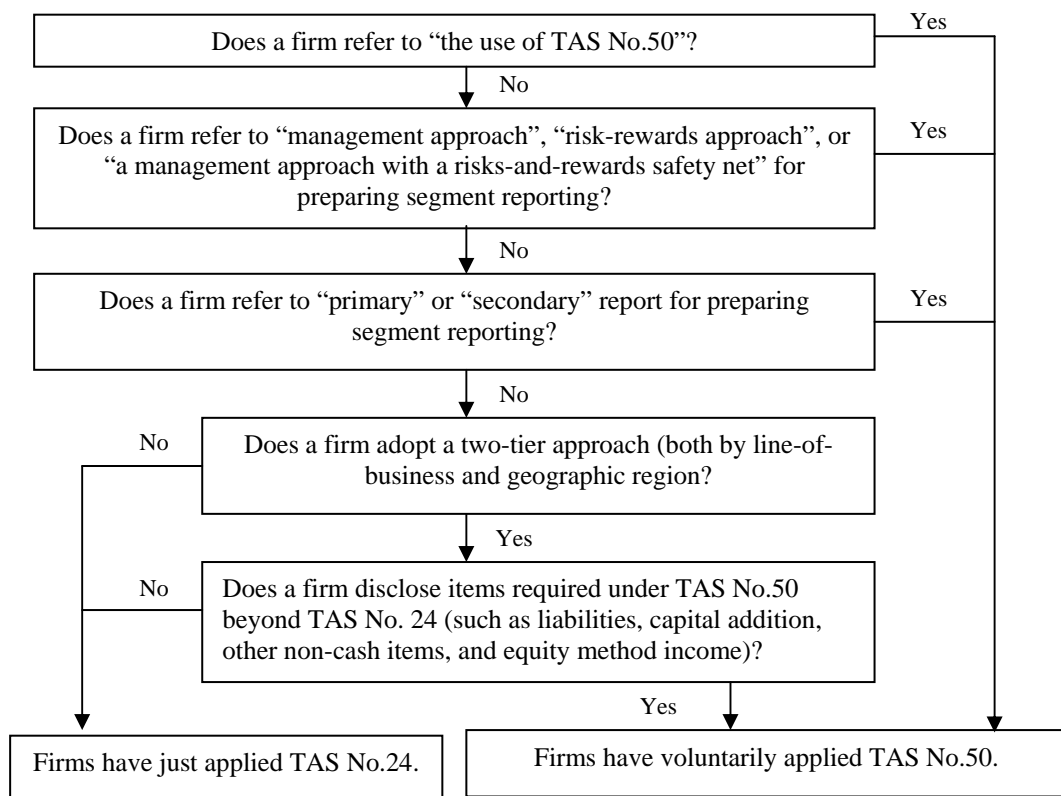 Does a firm refer to “the use of TAS No.50”?
Yes
No
Does a firm refer to “management approach”, “risk-rewards approach”, or
“a management approach with a risks-and-rewards safety net” for
preparing segment reporting?
Yes
No
Does a firm refer to “primary” or “secondary” report for preparing
segment reporting?
Yes
No
No
Does a firm adopt a two-tier approach (both by line-of-
business and geographic region?
Yes
No
Does a firm disclose items required under TAS No.50
beyond TAS No. 24 (such as liabilities, capital addition,
other non-cash items, and equity method income)?
Yes
Firms have just applied TAS No.24.
Firms have voluntarily applied TAS No.50.